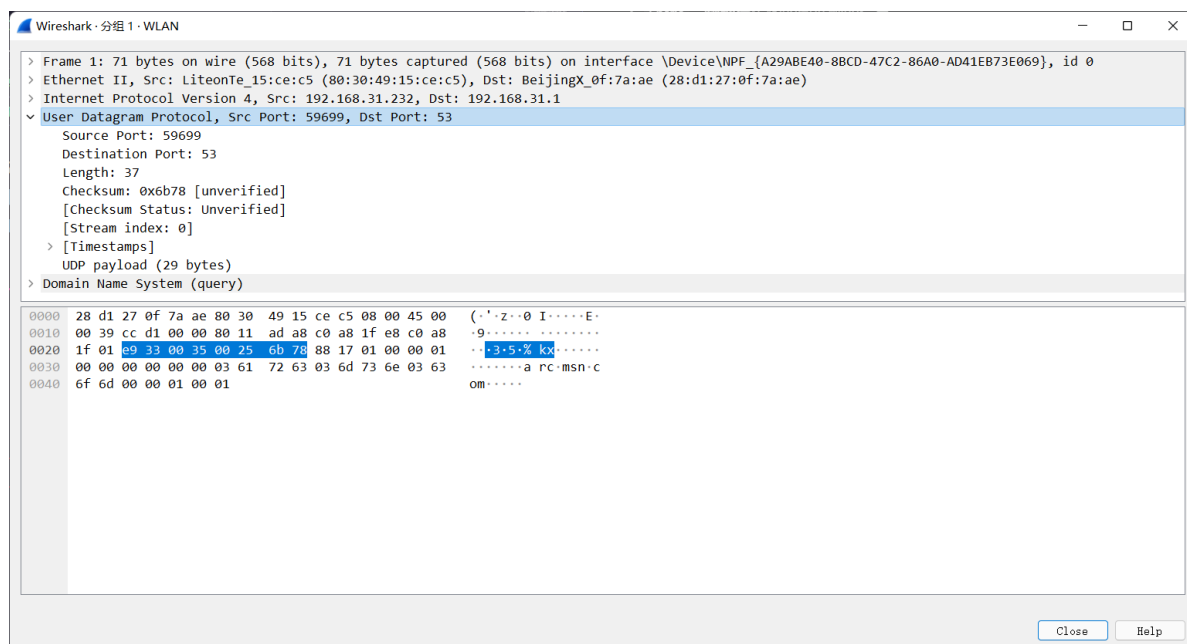 Wireshark · 分组 1 · WLAN
Frame 1: 71 bytes on wire (568 bits), 71 bytes captured (568 bits) on interface \Device\NPF_{A29ABE40-8BCD-47C2-86A0-AD41EB73E069}, id 0
Ethernet II, Src: LiteonTe_15:ce:c5 (80:30:49:15:ce:c5), Dst: BeijingX_0f:7a:ae (28:d1:27:0f:7a:ae)
Internet Protocol Version 4, Src: 192.168.31.232, Dst: 192.168.31.1
User Datagram Protocol, Src Port: 59699, Dst Port: 53
Source Port: 59699
Destination Port: 53
Length: 37
Checksum: 0x6b78 [unverified]
[Checksum Status: Unverified]
[Stream index: 0]
[Timestamps]
UDP payload (29 bytes)
Domain Name System (query)
0000 28 d1 27 0f 7a ae 80 30 49 15 ce c5 08 00 45 00 (·'·z··0 I·····E·
0010 00 39 cc d1 00 00 80 11 ad a8 c0 a8 1f e8 c0 a8 ·9······ ········
0020 1f 01 e9 33 00 35 00 25 6b 78 88 17 01 00 00 01 ···3·5·% kx······
0030 00 00 00 00 00 00 03 61 72 63 03 6d 73 6e 03 63 ·······a rc·msn·c
0040 6f 6d 00 00 01 00 01 om·····
Close Help